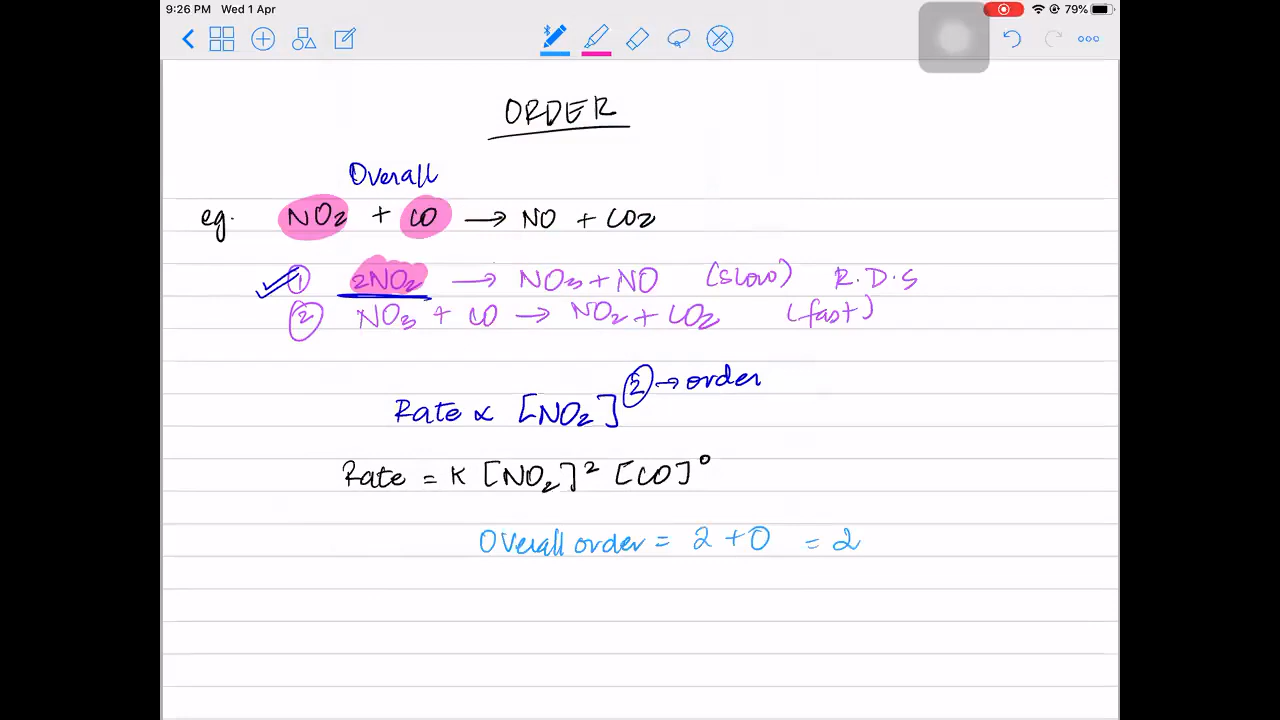 9:26 PM Wed 1 Apr 79%
ORDER
Overall
eg. NO2 + CO → NO + CO2
① 2NO2 → NO3 + NO (slow) R.D.S
② NO3 + CO → NO2 + CO2 (fast)
Rate ∝ [NO2]② → order
Rate = K [NO2]² [CO]⁰
Overall order = 2 + 0 = 2